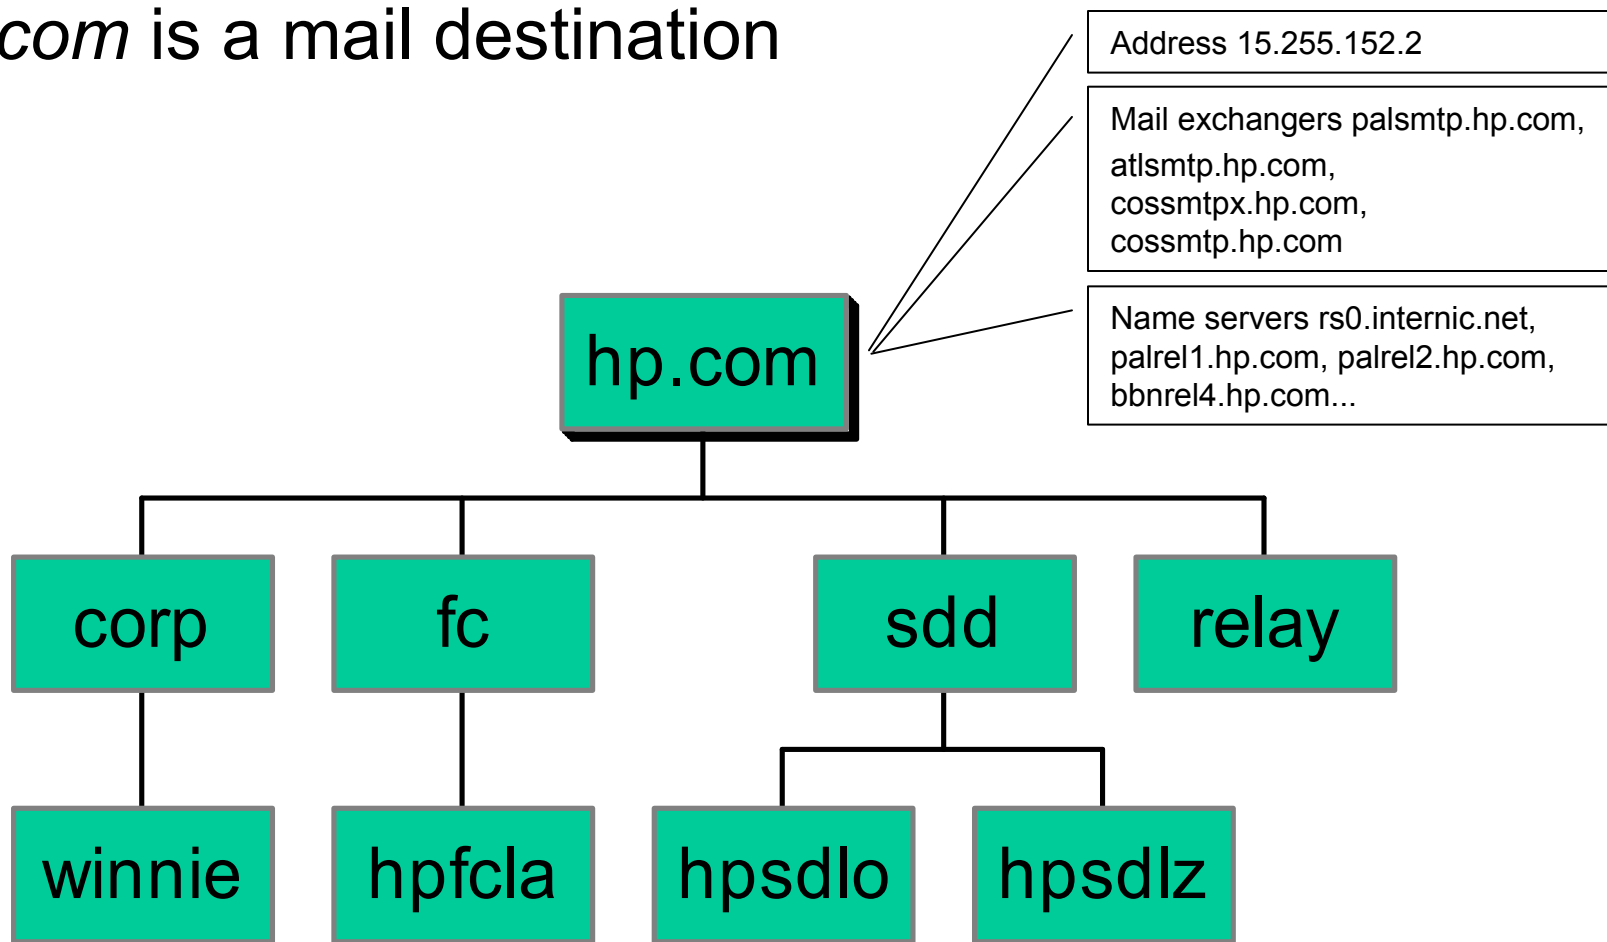 com is a mail destination
Address 15.255.152.2
Mail exchangers palsmtp.hp.com,
atlsmtp.hp.com,
cossmtpx.hp.com,
cossmtp.hp.com
Name servers rs0.internic.net,
palrel1.hp.com, palrel2.hp.com,
bbnrel4.hp.com...
hp.com
corp
fc
sdd
relay
winnie
hpfcla
hpsdlo
hpsdlz